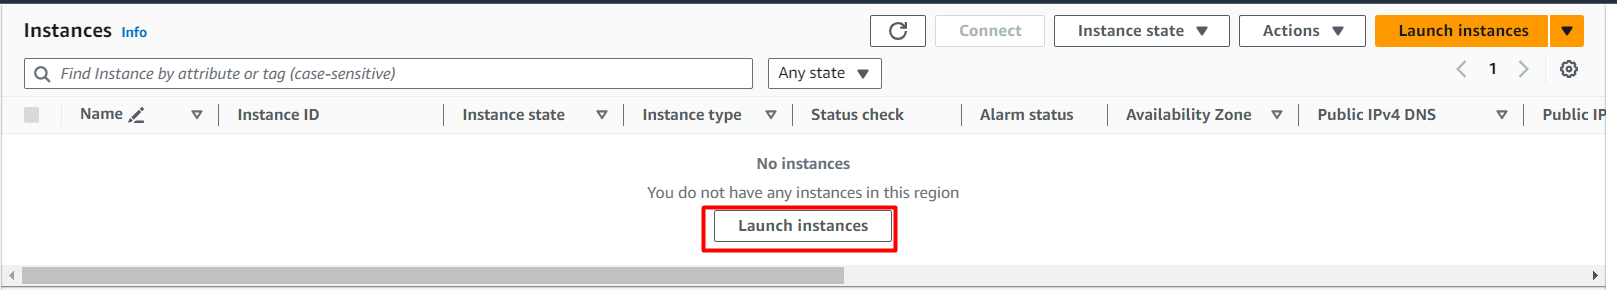 Instances Info
Connect
Instance state
Actions
Launch instances
Find Instance by attribute or tag (case-sensitive)
Any state
1
Name Instance ID Instance state Instance type Status check Alarm status Availability Zone Public IPv4 DNS Public IP
No instances
You do not have any instances in this region
Launch instances